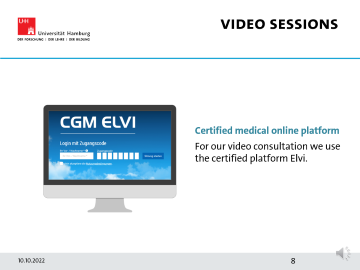 UHH
Universität Hamburg
DER FORSCHUNG | DER LEHRE | DER BILDUNG
VIDEO SESSIONS
CGM ELVI
Login mit Zugangscode
Certified medical online platform
For our video consultation we use
the certified platform Elvi.
10.10.2022
8